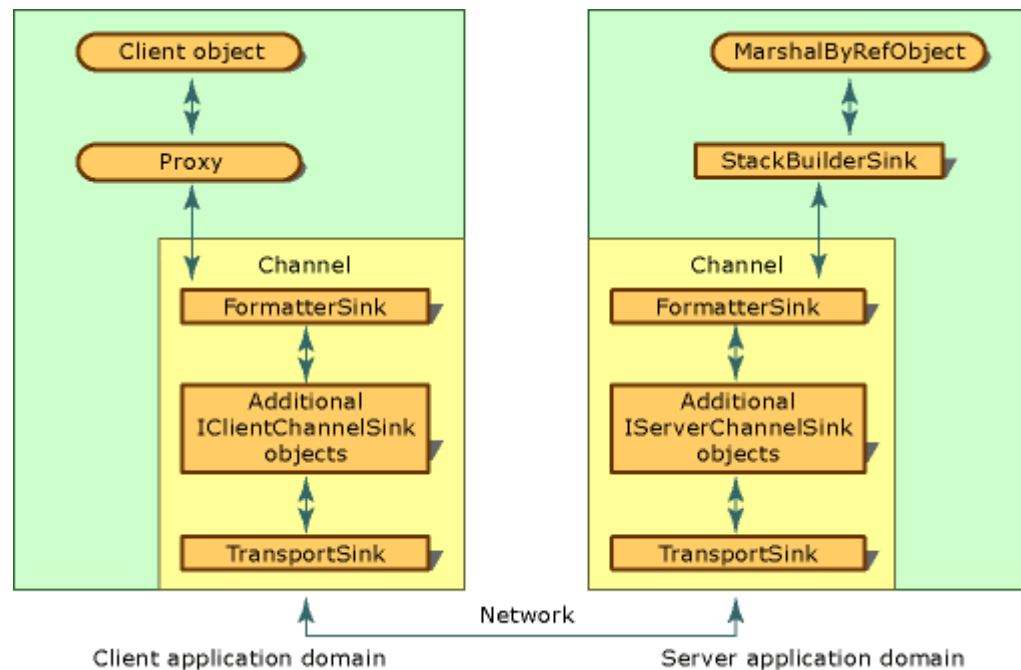 Client object
Proxy
Channel
FormatterSink
Additional
IClientChannelSink
objects
TransportSink
MarshalByRefObject
StackBuilderSink
Channel
FormatterSink
Additional
IServerChannelSink
objects
TransportSink
Network
Client application domain
Server application domain